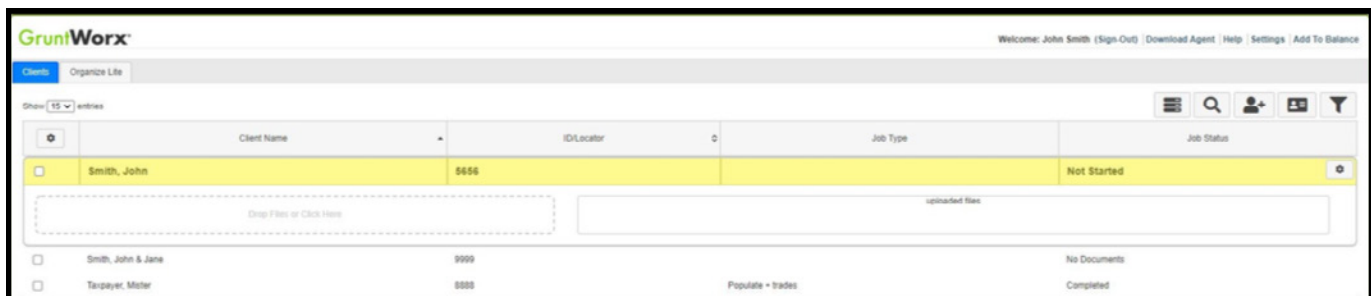 GruntWorx
Welcome: John Smith (Sign-Out) | Download Agent | Help | Settings | Add To Balance
Clients Organize Lite
Show 15 entries
Client Name ID/Locator Job Type Job Status
Smith, John 5656 Not Started
Drop Files or Click Here uploaded files
Smith, John & Jane 9999 No Documents
Taxpayer, Mister 8888 Populate + trades Completed